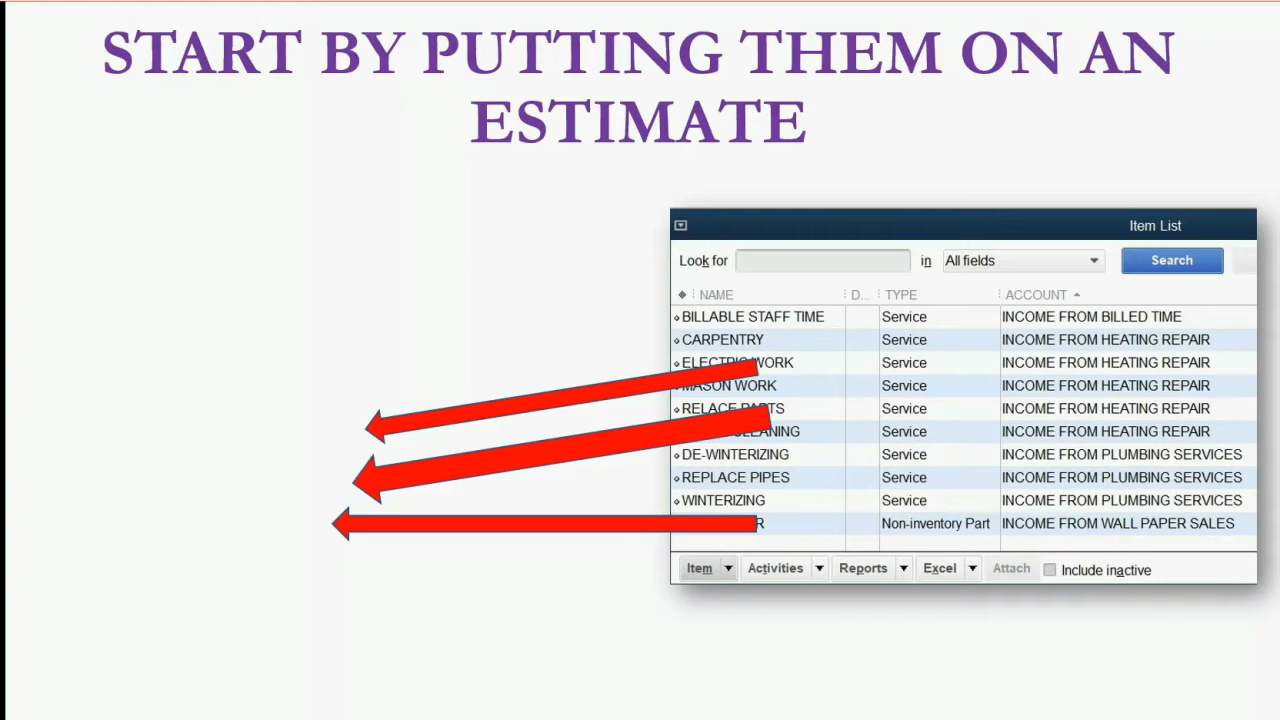 START BY PUTTING THEM ON AN
ESTIMATE
Item List
Look for in All fields Search
NAME D... TYPE ACCOUNT
BILLABLE STAFF TIME Service INCOME FROM BILLED TIME
CARPENTRY Service INCOME FROM HEATING REPAIR
ELECTRIC WORK Service INCOME FROM HEATING REPAIR
MASON WORK Service INCOME FROM HEATING REPAIR
RELACE PARTS Service INCOME FROM HEATING REPAIR
Service INCOME FROM HEATING REPAIR
DE-WINTERIZING Service INCOME FROM PLUMBING SERVICES
REPLACE PIPES Service INCOME FROM PLUMBING SERVICES
WINTERIZING Service INCOME FROM PLUMBING SERVICES
Non-inventory Part INCOME FROM WALL PAPER SALES
Item Activities Reports Excel Attach Include inactive